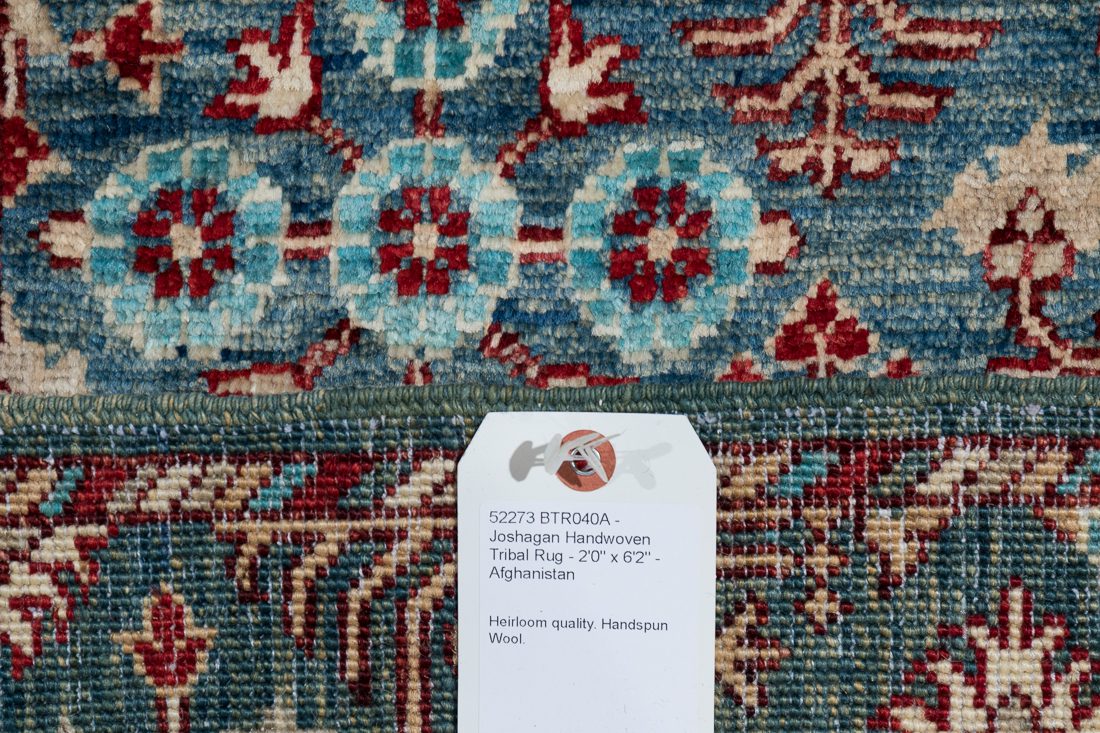 52273 BTR040A -
Joshagan Handwoven
Tribal Rug - 2'0" x 6'2" -
Afghanistan
Heirloom quality. Handspun
Wool.